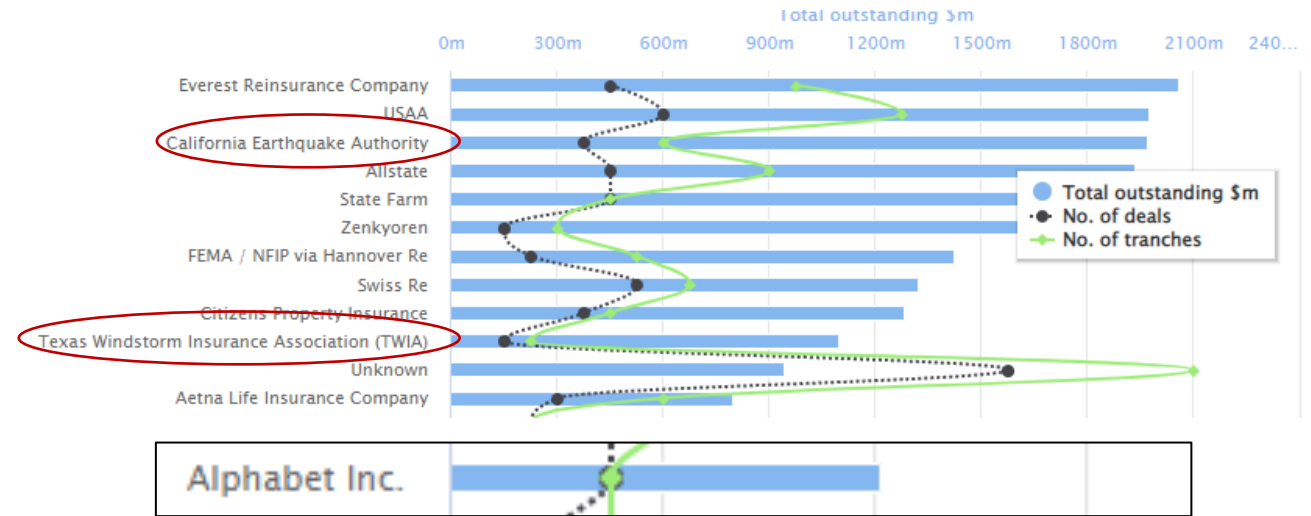 Total outstanding $m
0m 300m 600m 900m 1200m 1500m 1800m 2100m 240...
Everest Reinsurance Company
USAA
California Earthquake Authority
Allstate
State Farm
Zenkyoren
FEMA / NFIP via Hannover Re
Swiss Re
Citizens Property Insurance
Texas Windstorm Insurance Association (TWIA)
Unknown
Aetna Life Insurance Company
Total outstanding $m
No. of deals
No. of tranches
Alphabet Inc.